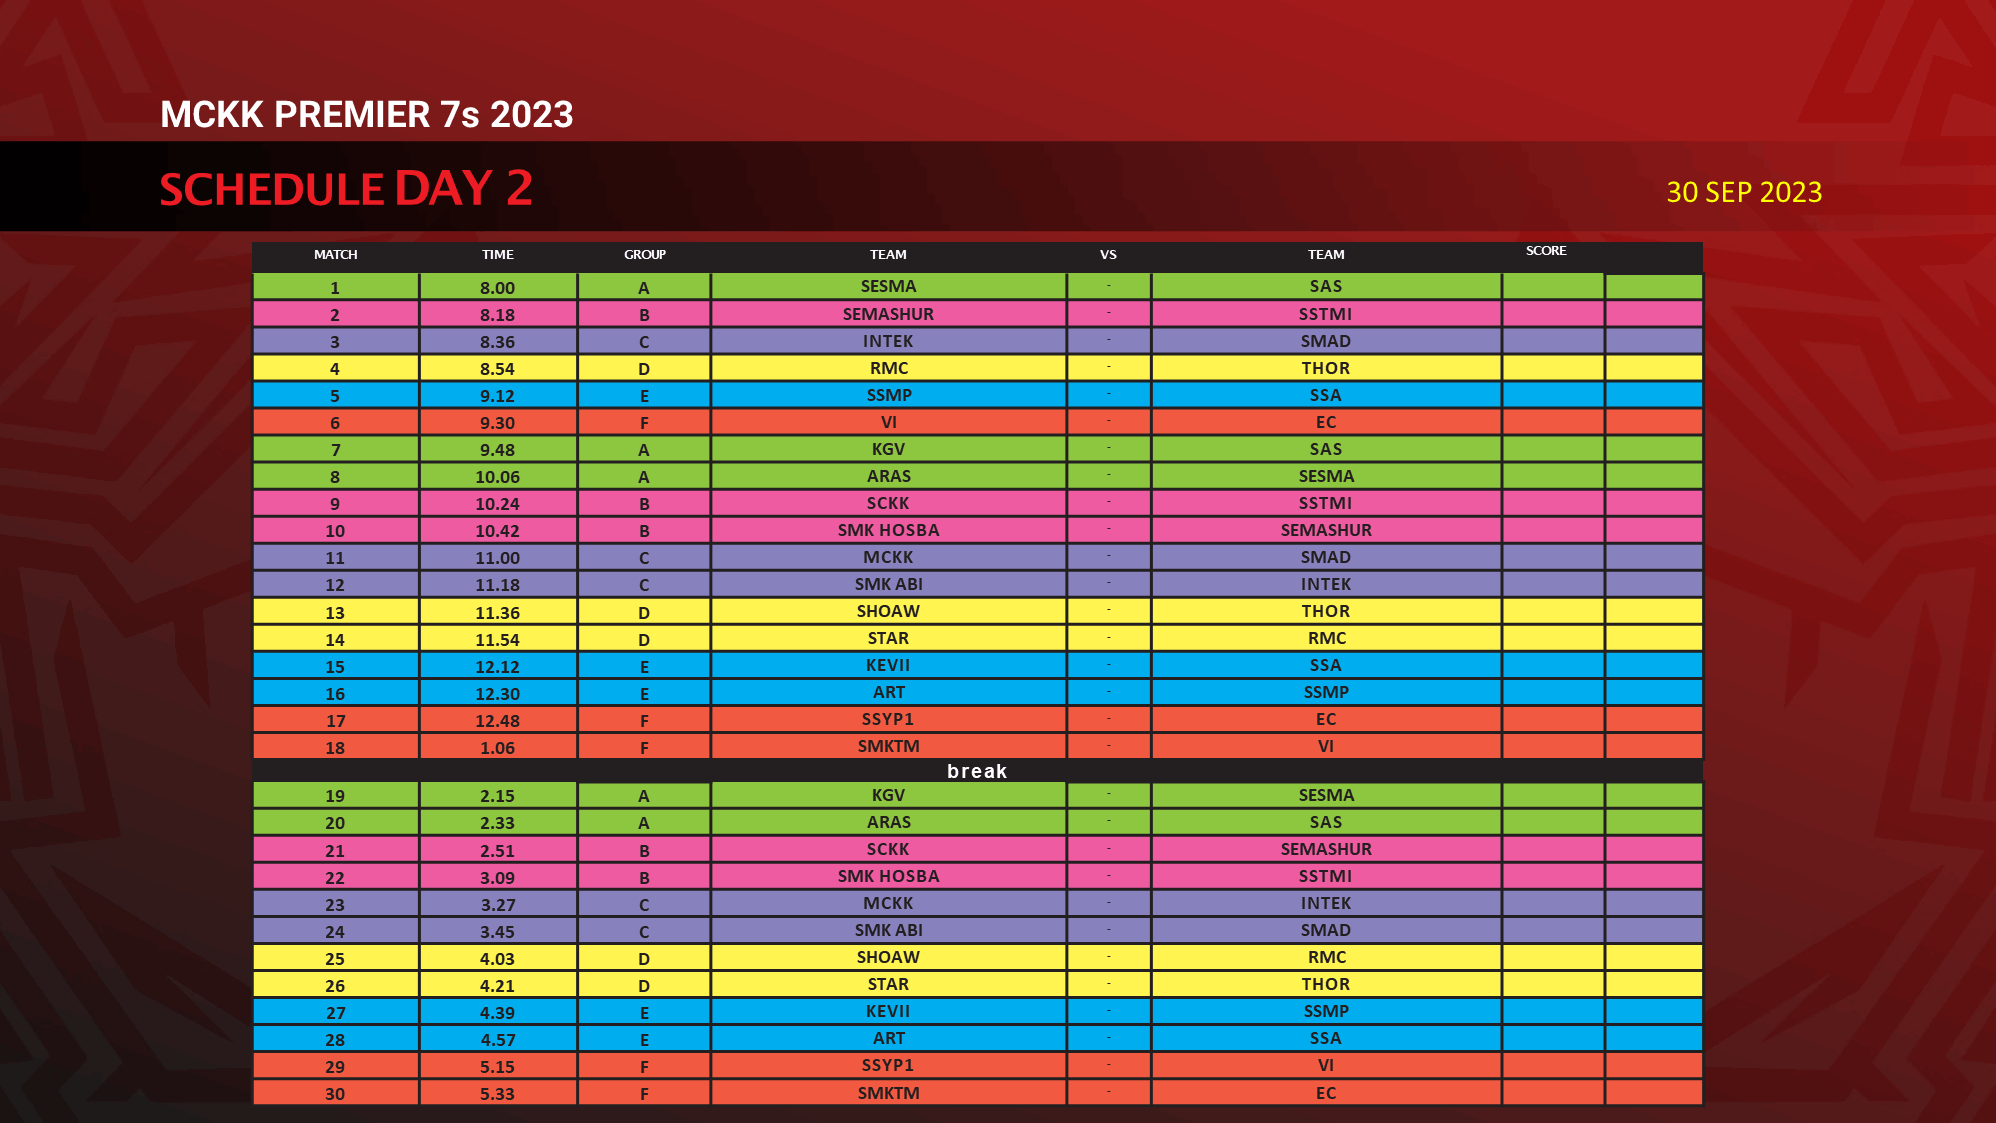 MCKK PREMIER 7s 2023
SCHEDULE DAY 2
30 SEP 2023
MATCH TIME GROUP TEAM VS TEAM SCORE
1 8.00 A SESMA - SAS
2 8.18 B SEMASHUR - SSTMI
3 8.36 C INTEK - SMAD
4 8.54 D RMC - THOR
5 9.12 E SSMP - SSA
6 9.30 F VI - EC
7 9.48 A KGV - SAS
8 10.06 A ARAS - SESMA
9 10.24 B SCKK - SSTMI
10 10.42 B SMK HOSBA - SEMASHUR
11 11.00 C MCKK - SMAD
12 11.18 C SMK ABI - INTEK
13 11.36 D SHOAW - THOR
14 11.54 D STAR - RMC
15 12.12 E KEVII - SSA
16 12.30 E ART - SSMP
17 12.48 F SSYP1 - EC
18 1.06 F SMKTM - VI
break
19 2.15 A KGV - SESMA
20 2.33 A ARAS - SAS
21 2.51 B SCKK - SEMASHUR
22 3.09 B SMK HOSBA - SSTMI
23 3.27 C MCKK - INTEK
24 3.45 C SMK ABI - SMAD
25 4.03 D SHOAW - RMC
26 4.21 D STAR - THOR
27 4.39 E KEVII - SSMP
28 4.57 E ART - SSA
29 5.15 F SSYP1 - VI
30 5.33 F SMKTM - EC